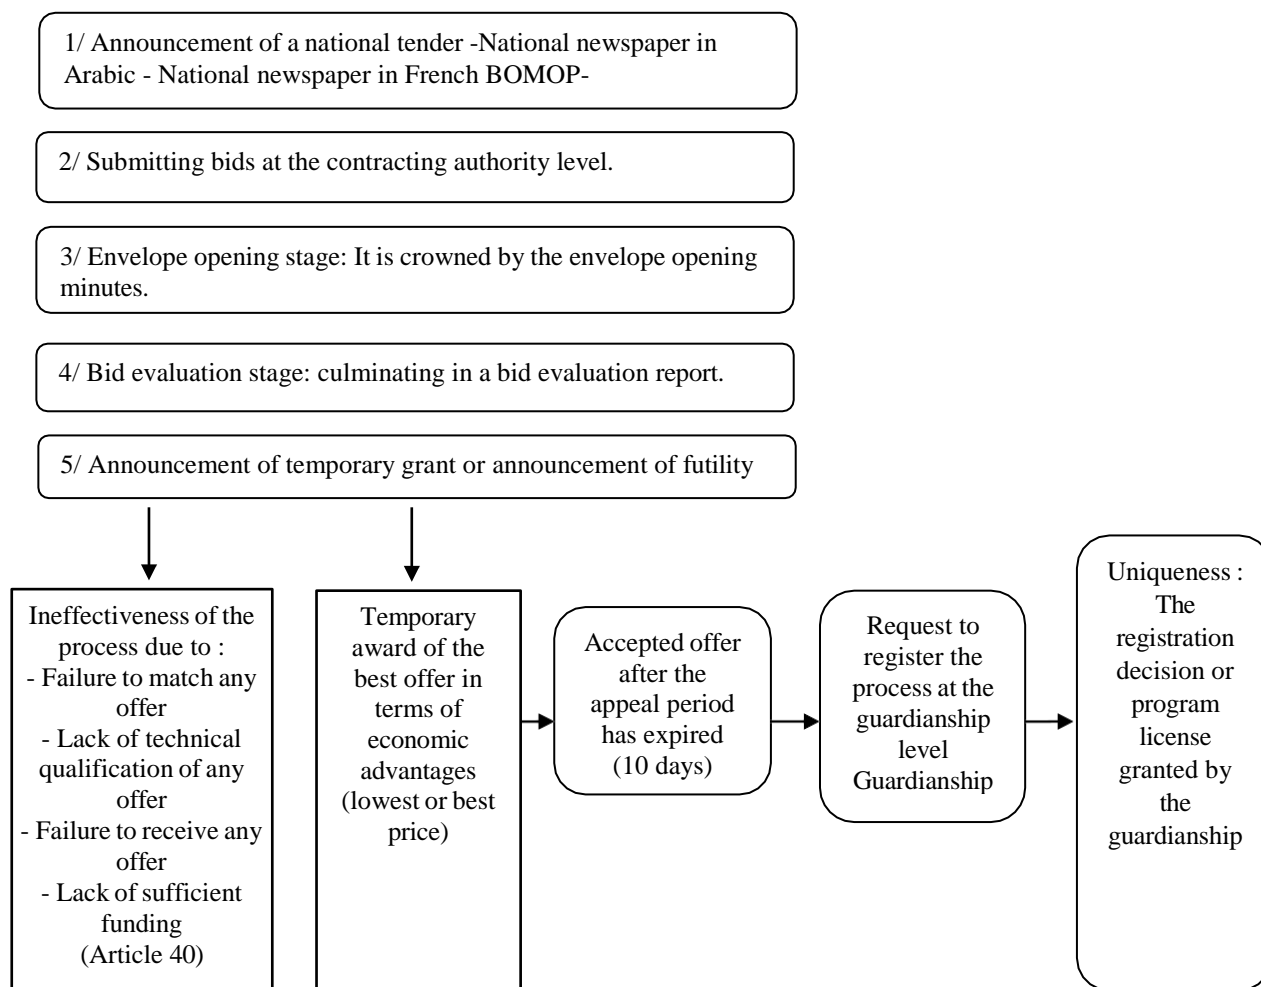 1/ Announcement of a national tender -National newspaper in
Arabic - National newspaper in French BOMOP-
2/ Submitting bids at the contracting authority level.
3/ Envelope opening stage: It is crowned by the envelope opening
minutes.
4/ Bid evaluation stage: culminating in a bid evaluation report.
5/ Announcement of temporary grant or announcement of futility
Ineffectiveness of the
process due to :
- Failure to match any
offer
- Lack of technical
qualification of any
offer
- Failure to receive any
offer
- Lack of sufficient
funding
(Article 40)
Temporary
award of the
best offer in
terms of
economic
advantages
(lowest or best
price)
Accepted offer
after the
appeal period
has expired
(10 days)
Request to
register the
process at the
guardianship
level
Guardianship
Uniqueness :
The
registration
decision or
program
license
granted by
the
guardianship